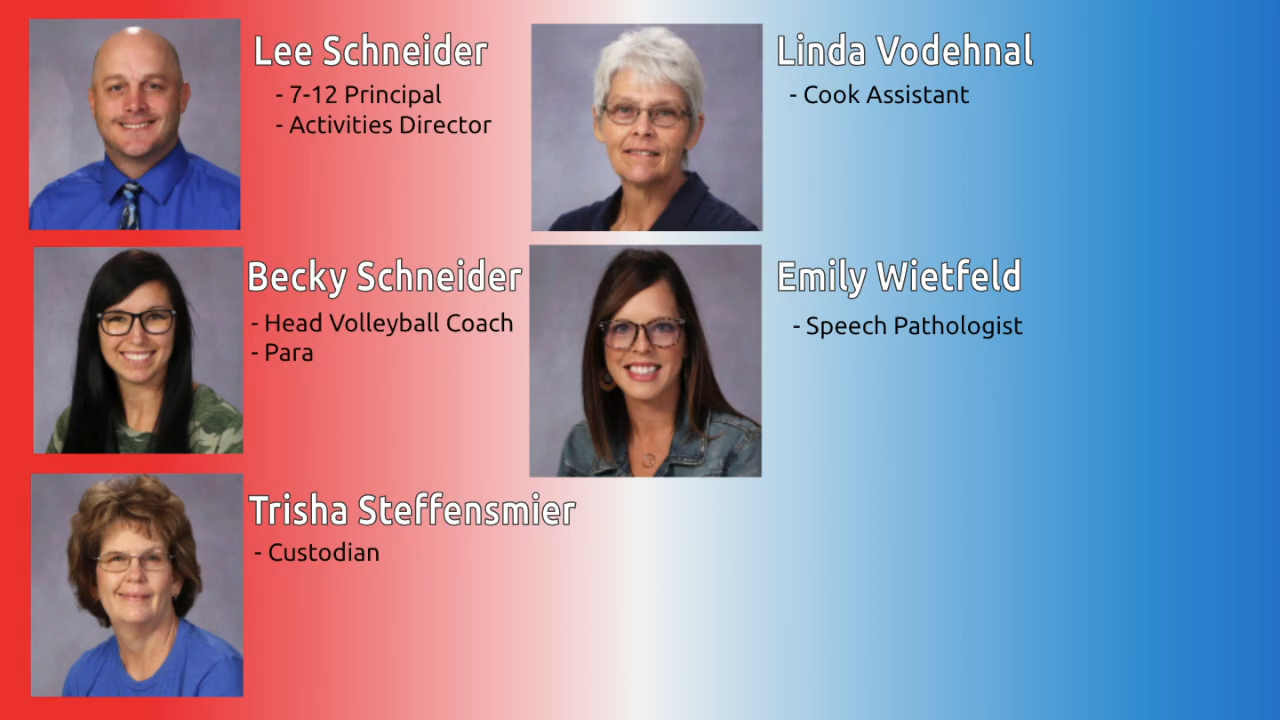 Lee Schneider
- 7-12 Principal
- Activities Director
Becky Schneider
- Head Volleyball Coach
- Para
Trisha Steffensmier
- Custodian
Linda Vodehnal
- Cook Assistant
Emily Wietfeld
- Speech Pathologist